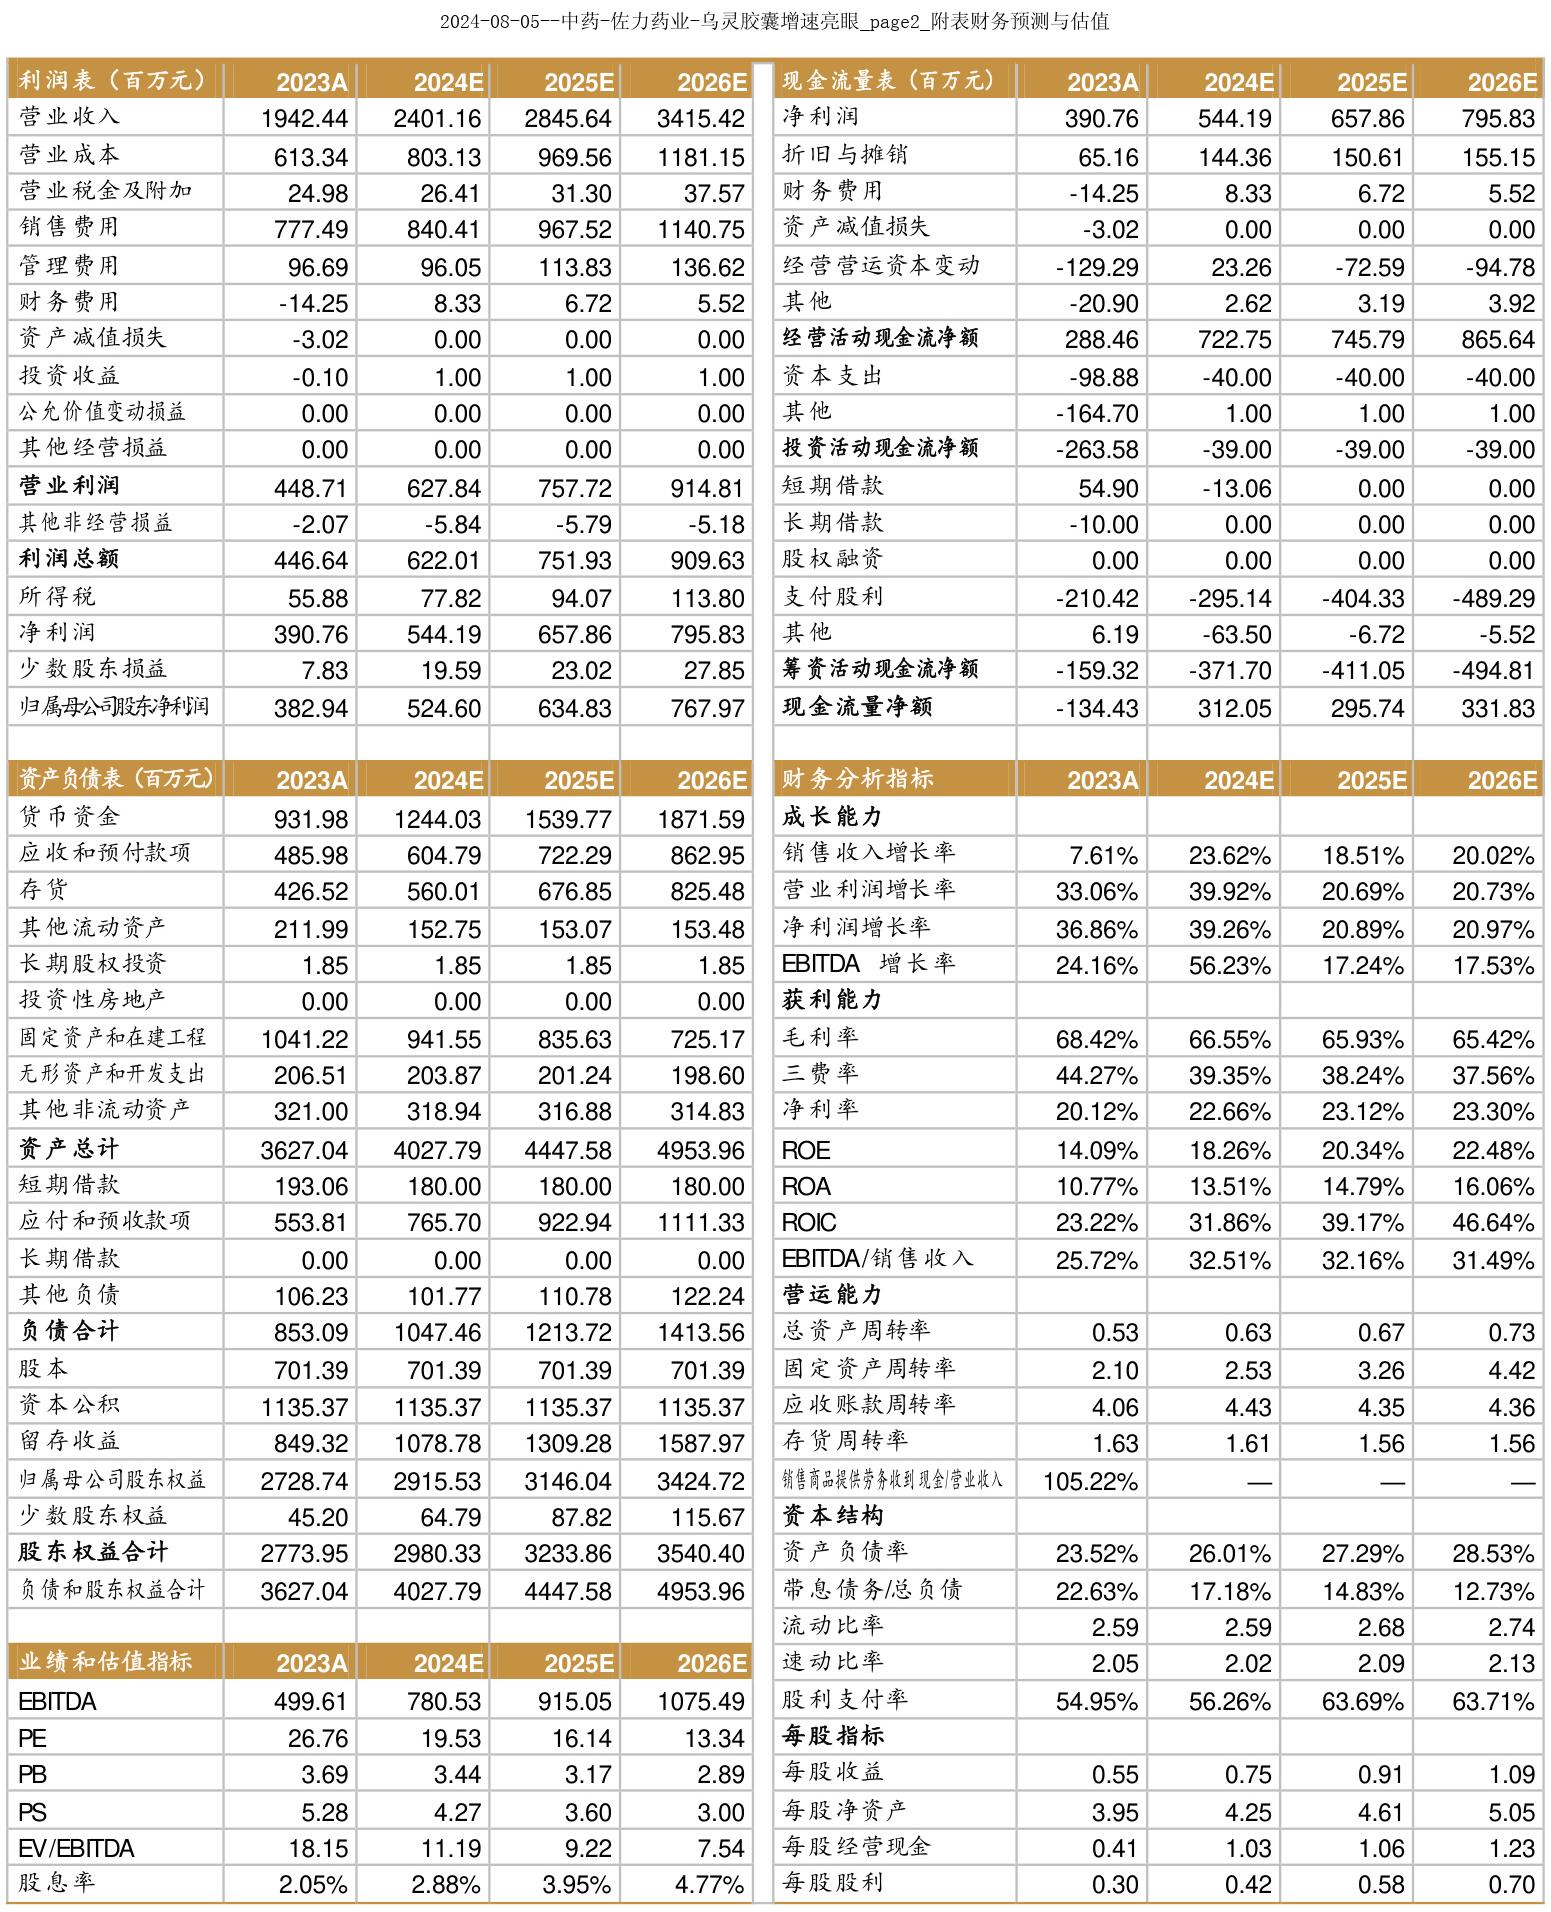 2024-08-05--中药-佐力药业-乌灵胶囊增速亮眼_page2_附表财务预测与估值
利润表（百万元） 2023A 2024E 2025E 2026E 现金流量表（百万元） 2023A 2024E 2025E 2026E
营业收入 1942.44 2401.16 2845.64 3415.42 净利润 390.76 544.19 657.86 795.83
营业成本 613.34 803.13 969.56 1181.15 折旧与摊销 65.16 144.36 150.61 155.15
营业税金及附加 24.98 26.41 31.30 37.57 财务费用 -14.25 8.33 6.72 5.52
销售费用 777.49 840.41 967.52 1140.75 资产减值损失 -3.02 0.00 0.00 0.00
管理费用 96.69 96.05 113.83 136.62 经营营运资本变动 -129.29 23.26 -72.59 -94.78
财务费用 -14.25 8.33 6.72 5.52 其他 -20.90 2.62 3.19 3.92
资产减值损失 -3.02 0.00 0.00 0.00 经营活动现金流净额 288.46 722.75 745.79 865.64
投资收益 -0.10 1.00 1.00 1.00 资本支出 -98.88 -40.00 -40.00 -40.00
公允价值变动损益 0.00 0.00 0.00 0.00 其他 -164.70 1.00 1.00 1.00
其他经营损益 0.00 0.00 0.00 0.00 投资活动现金流净额 -263.58 -39.00 -39.00 -39.00
营业利润 448.71 627.84 757.72 914.81 短期借款 54.90 -13.06 0.00 0.00
其他非经营损益 -2.07 -5.84 -5.79 -5.18 长期借款 -10.00 0.00 0.00 0.00
利润总额 446.64 622.01 751.93 909.63 股权融资 0.00 0.00 0.00 0.00
所得税 55.88 77.82 94.07 113.80 支付股利 -210.42 -295.14 -404.33 -489.29
净利润 390.76 544.19 657.86 795.83 其他 6.19 -63.50 -6.72 -5.52
少数股东损益 7.83 19.59 23.02 27.85 筹资活动现金流净额 -159.32 -371.70 -411.05 -494.81
归属母公司股东净利润 382.94 524.60 634.83 767.97 现金流量净额 -134.43 312.05 295.74 331.83
资产负债表（百万元） 2023A 2024E 2025E 2026E 财务分析指标 2023A 2024E 2025E 2026E
货币资金 931.98 1244.03 1539.77 1871.59 成长能力
应收和预付款项 485.98 604.79 722.29 862.95 销售收入增长率 7.61% 23.62% 18.51% 20.02%
存货 426.52 560.01 676.85 825.48 营业利润增长率 33.06% 39.92% 20.69% 20.73%
其他流动资产 211.99 152.75 153.07 153.48 净利润增长率 36.86% 39.26% 20.89% 20.97%
长期股权投资 1.85 1.85 1.85 1.85 EBITDA 增长率 24.16% 56.23% 17.24% 17.53%
投资性房地产 0.00 0.00 0.00 0.00 获利能力
固定资产和在建工程 1041.22 941.55 835.63 725.17 毛利率 68.42% 66.55% 65.93% 65.42%
无形资产和开发支出 206.51 203.87 201.24 198.60 三费率 44.27% 39.35% 38.24% 37.56%
其他非流动资产 321.00 318.94 316.88 314.83 净利率 20.12% 22.66% 23.12% 23.30%
资产总计 3627.04 4027.79 4447.58 4953.96 ROE 14.09% 18.26% 20.34% 22.48%
短期借款 193.06 180.00 180.00 180.00 ROA 10.77% 13.51% 14.79% 16.06%
应付和预收款项 553.81 765.70 922.94 1111.33 ROIC 23.22% 31.86% 39.17% 46.64%
长期借款 0.00 0.00 0.00 0.00 EBITDA/销售收入 25.72% 32.51% 32.16% 31.49%
其他负债 106.23 101.77 110.78 122.24 营运能力
负债合计 853.09 1047.46 1213.72 1413.56 总资产周转率 0.53 0.63 0.67 0.73
股本 701.39 701.39 701.39 701.39 固定资产周转率 2.10 2.53 3.26 4.42
资本公积 1135.37 1135.37 1135.37 1135.37 应收账款周转率 4.06 4.43 4.35 4.36
留存收益 849.32 1078.78 1309.28 1587.97 存货周转率 1.63 1.61 1.56 1.56
归属母公司股东权益 2728.74 2915.53 3146.04 3424.72 销售商品提供劳务收到现金/营业收入 105.22% — — —
少数股东权益 45.20 64.79 87.82 115.67 资本结构
股东权益合计 2773.95 2980.33 3233.86 3540.40 资产负债率 23.52% 26.01% 27.29% 28.53%
负债和股东权益合计 3627.04 4027.79 4447.58 4953.96 带息债务/总负债 22.63% 17.18% 14.83% 12.73%
流动比率 2.59 2.59 2.68 2.74
业绩和估值指标 2023A 2024E 2025E 2026E 速动比率 2.05 2.02 2.09 2.13
EBITDA 499.61 780.53 915.05 1075.49 股利支付率 54.95% 56.26% 63.69% 63.71%
PE 26.76 19.53 16.14 13.34 每股指标
PB 3.69 3.44 3.17 2.89 每股收益 0.55 0.75 0.91 1.09
PS 5.28 4.27 3.60 3.00 每股净资产 3.95 4.25 4.61 5.05
EV/EBITDA 18.15 11.19 9.22 7.54 每股经营现金 0.41 1.03 1.06 1.23
股息率 2.05% 2.88% 3.95% 4.77% 每股股利 0.30 0.42 0.58 0.70